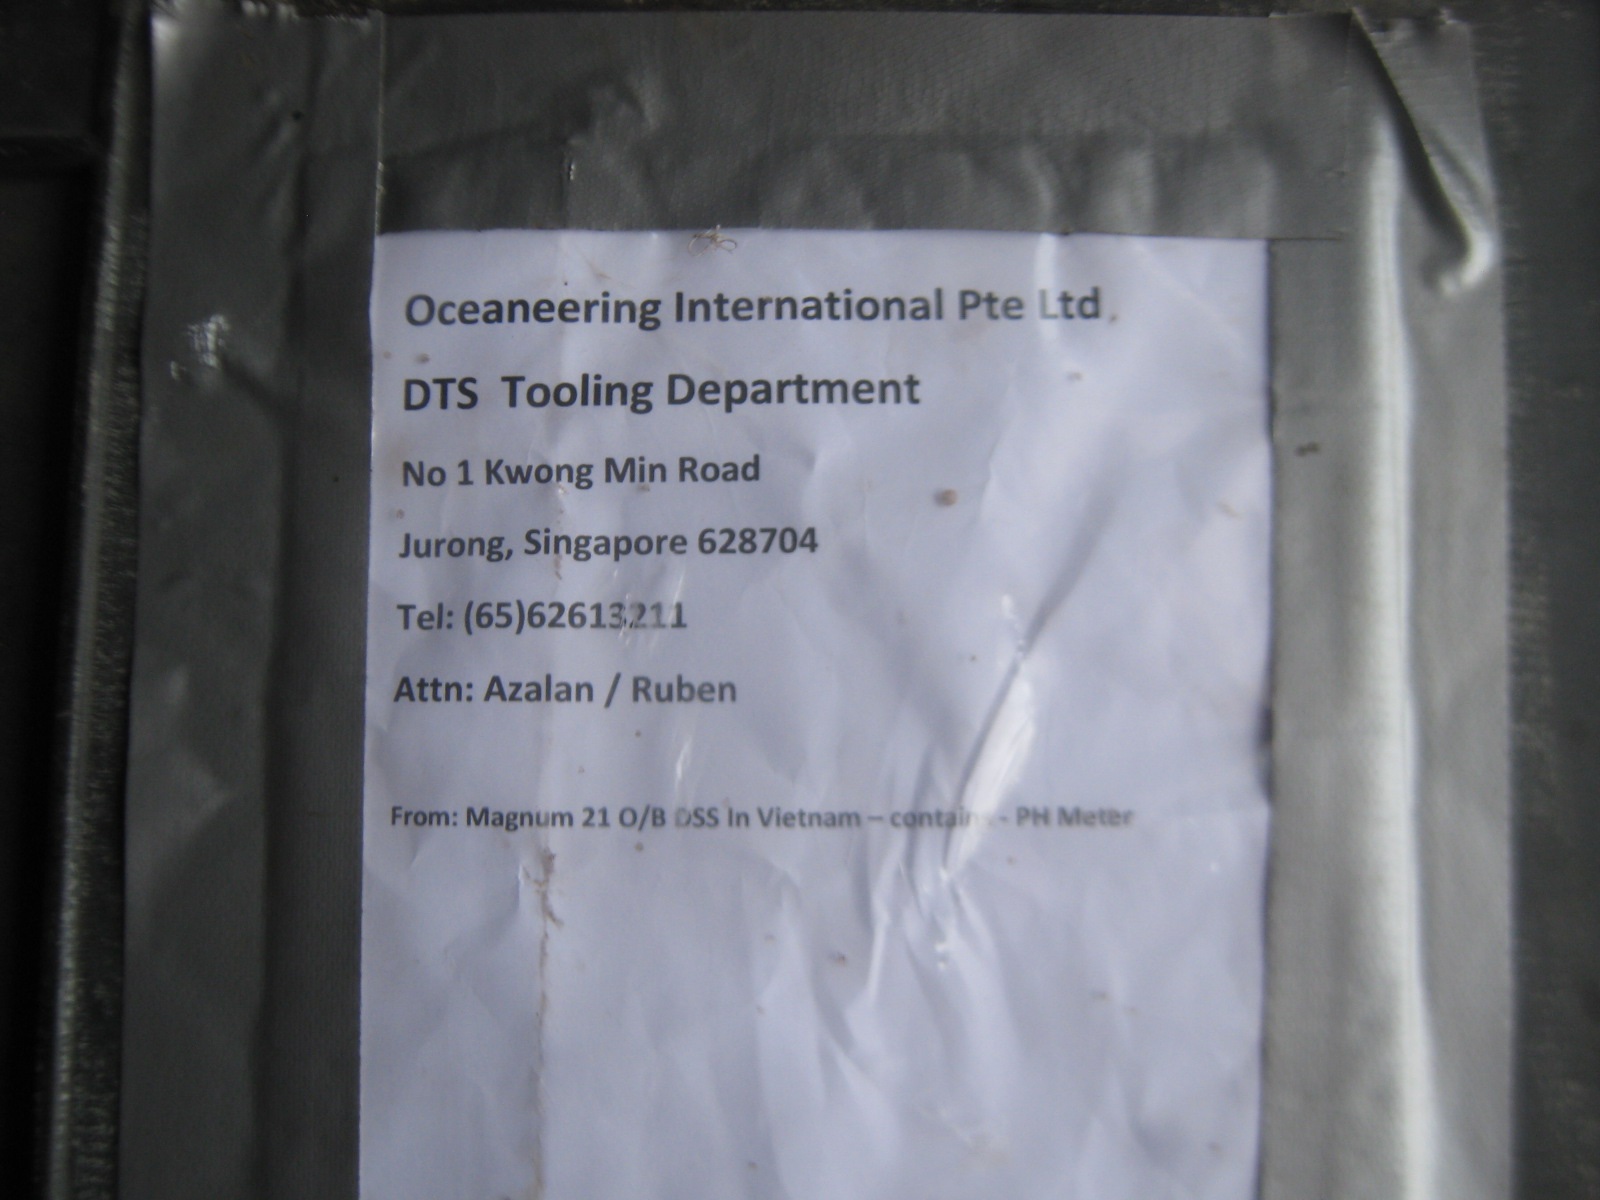 Oceaneering International Pte Ltd,
DTS Tooling Department
No 1 Kwong Min Road
Jurong, Singapore 628704
Tel: (65)62613211
Attn: Azalan / Ruben
From: Magnum 21 O/B DSS In Vietnam – contains - PH Meter